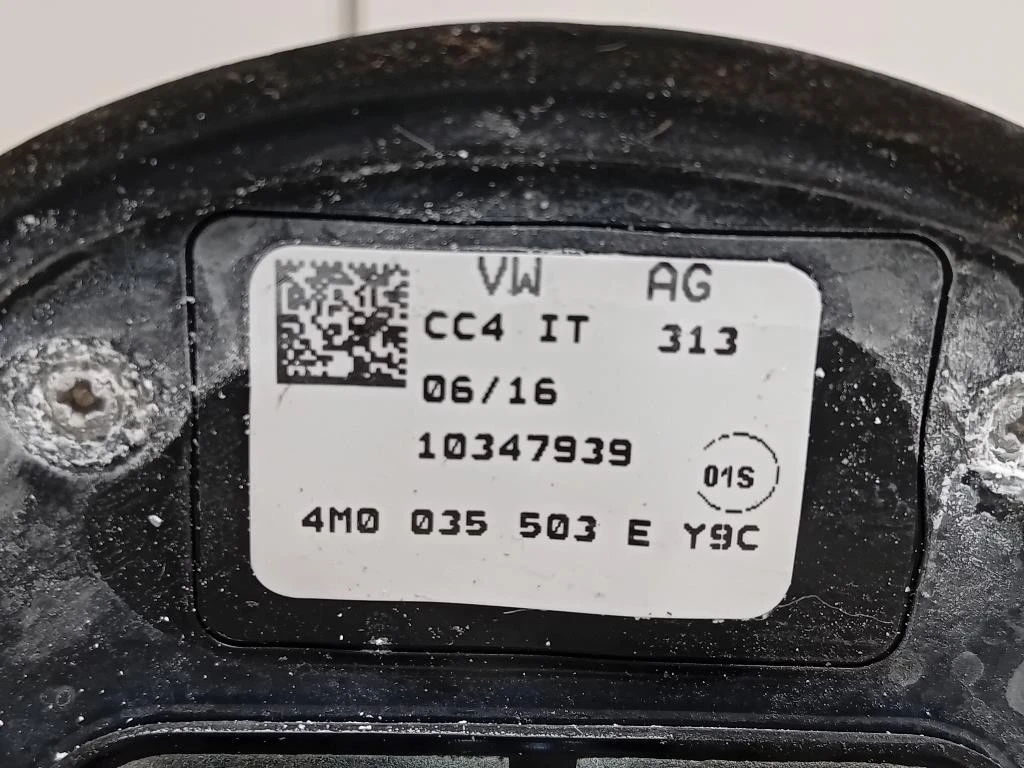 VW AG
CC4 IT 313
06/16
10347939
01S
4M0 035 503 E Y9C